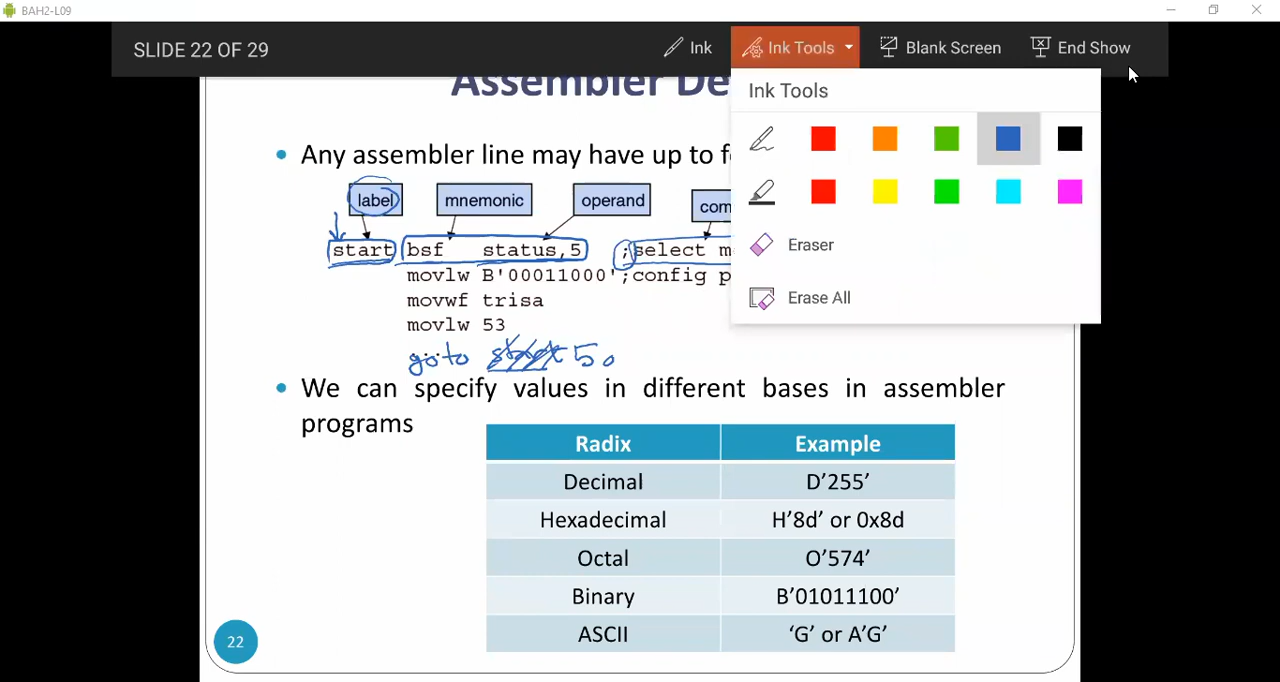 BAH2-L09
SLIDE 22 OF 29 Ink Ink Tools Blank Screen End Show
Ink Tools
Eraser
Erase All
Assembler De
• Any assembler line may have up to f
label mnemonic operand com
start bsf status,5 ;select m
movlw B'00011000';config p
movwf trisa
movlw 53
goto start 50
• We can specify values in different bases in assembler
programs
Radix Example
Decimal D’255’
Hexadecimal H’8d’ or 0x8d
Octal O’574’
Binary B’01011100’
ASCII ‘G’ or A’G’
22